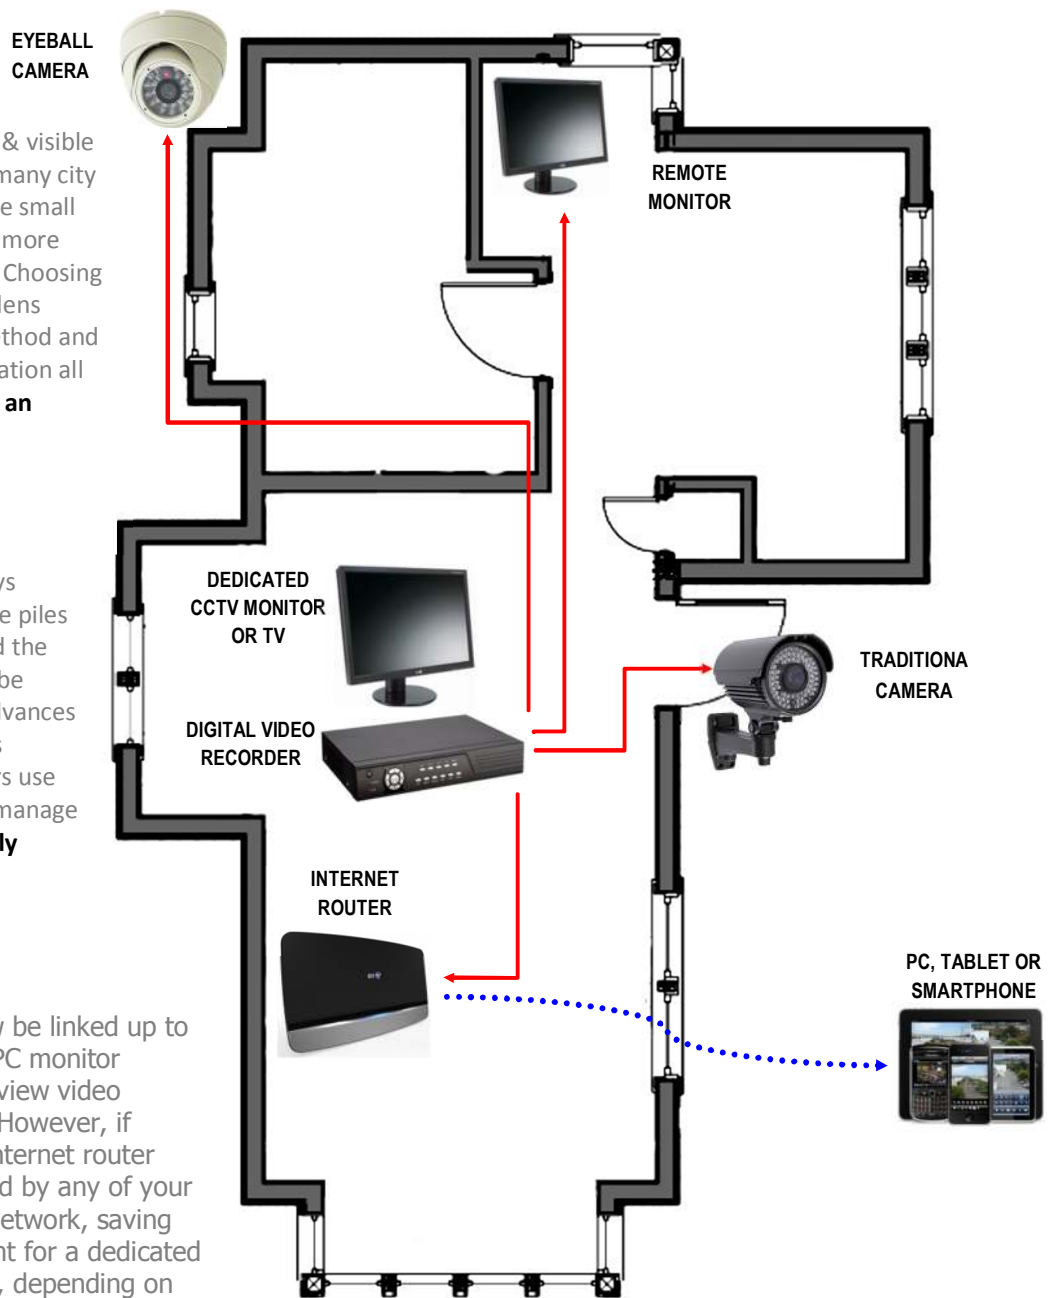 EYEBALL
CAMERA
& visible
many city
e small
more
Choosing
lens
thod and
ation all
an
REMOTE
MONITOR
ys
e piles
d the
be
dvances
s
rs use
manage
ly
DEDICATED
CCTV MONITOR
OR TV
DIGITAL VIDEO
RECORDER
TRADITIONA
CAMERA
INTERNET
ROUTER
PC, TABLET OR
SMARTPHONE
w be linked up to
PC monitor
view video
However, if
nternet router
d by any of your
network, saving
nt for a dedicated
, depending on